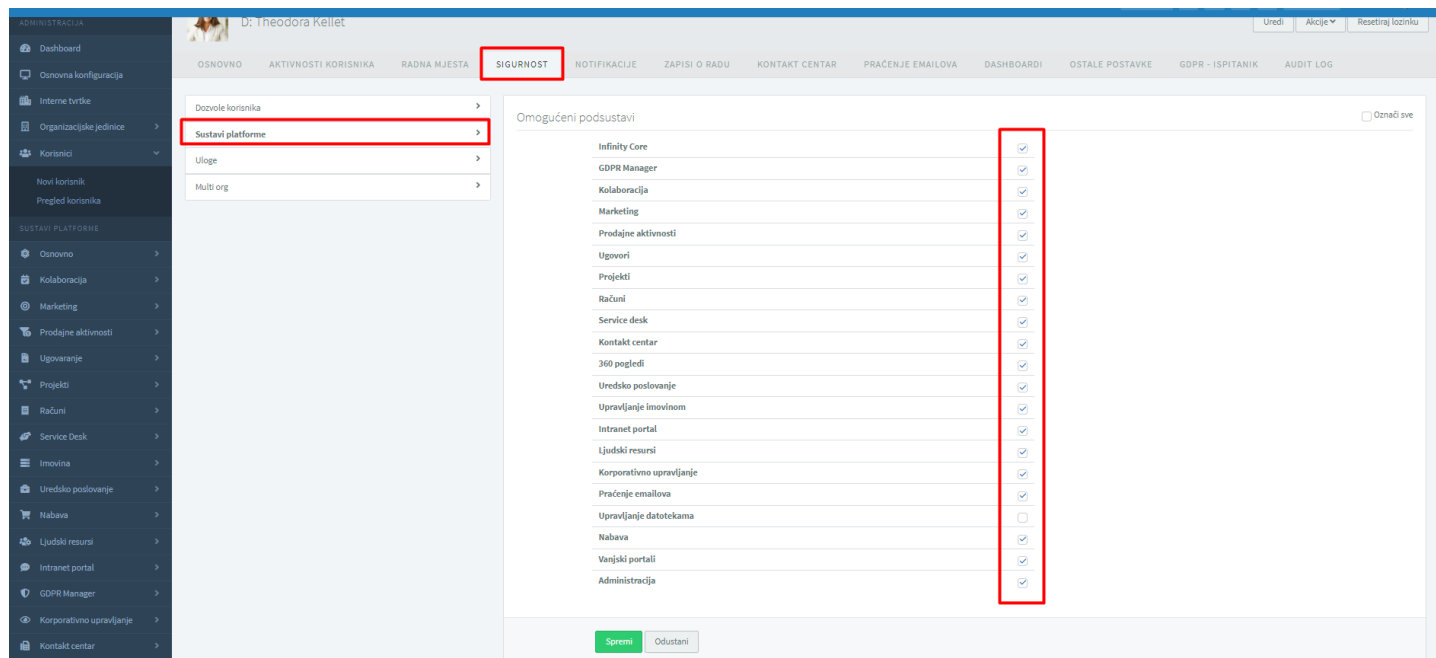 ADMINISTRACIJA
Dashboard
Osnovna konfiguracija
Interne tvrtke
Organizacijske jedinice
Korisnici
Novi korisnik
Pregled korisnika
SUSTAVI PLATFORME
Osnovno
Kolaboracija
Marketing
Prodajne aktivnosti
Ugovaranje
Projekti
Računi
Service Desk
Imovina
Uredsko poslovanje
Nabava
Ljudski resursi
Intranet portal
GDPR Manager
Korporativno upravljanje
Kontakt centar
D: Theodora Kellet
Uredi Akcije Resetiraj lozinku
OSNOVNO AKTIVNOSTI KORISNIKA RADNA MJESTA SIGURNOST NOTIFIKACIJE ZAPISI O RADU KONTAKT CENTAR PRAĆENJE EMAILOVA DASHBOARDI OSTALE POSTAVKE GDPR - ISPITANIK AUDIT LOG
Dozvole korisnika
Sustavi platforme
Uloge
Multi org
Omogućeni podsustavi
Označi sve
Infinity Core
GDPR Manager
Kolaboracija
Marketing
Prodajne aktivnosti
Ugovori
Projekti
Računi
Service desk
Kontakt centar
360 pogledi
Uredsko poslovanje
Upravljanje imovinom
Intranet portal
Ljudski resursi
Korporativno upravljanje
Praćenje emailova
Upravljanje datotekama
Nabava
Vanjski portali
Administracija
Spremi Odustani